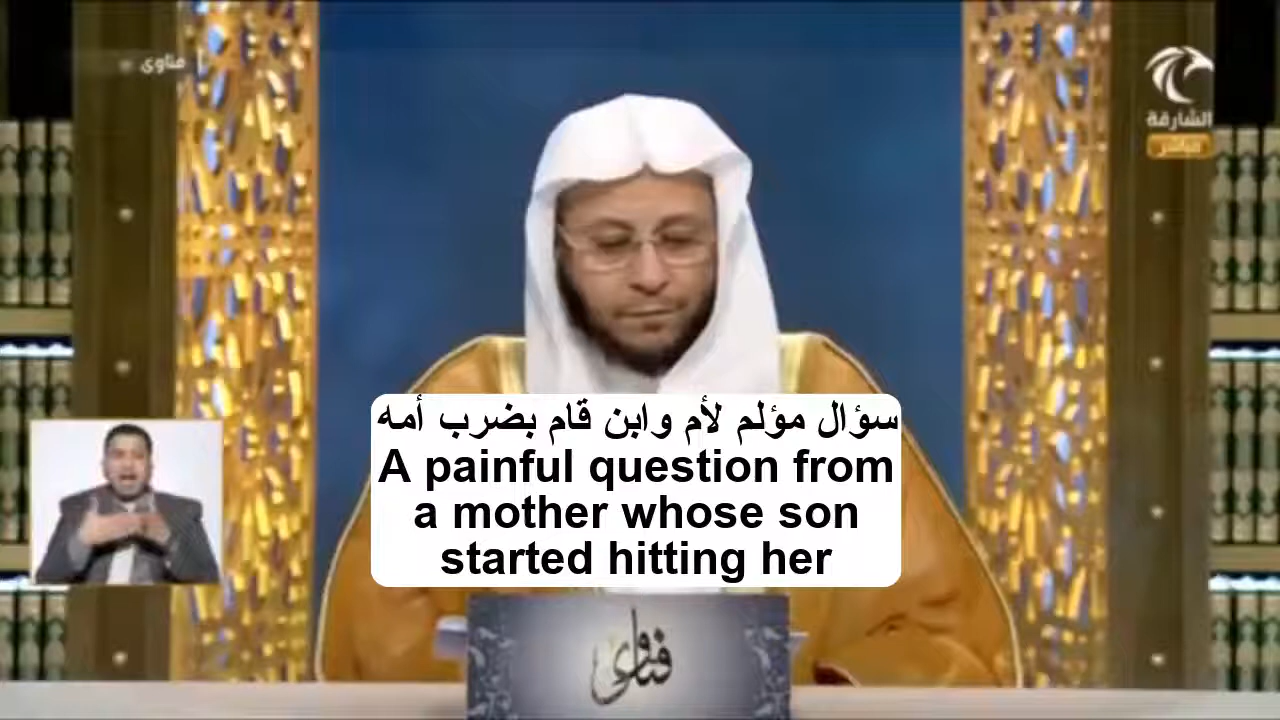 فتاوى
الشارقة
مباشر
سؤال مؤلم لأم وابن قام بضرب أمه
A painful question from
a mother whose son
started hitting her
فتاوى